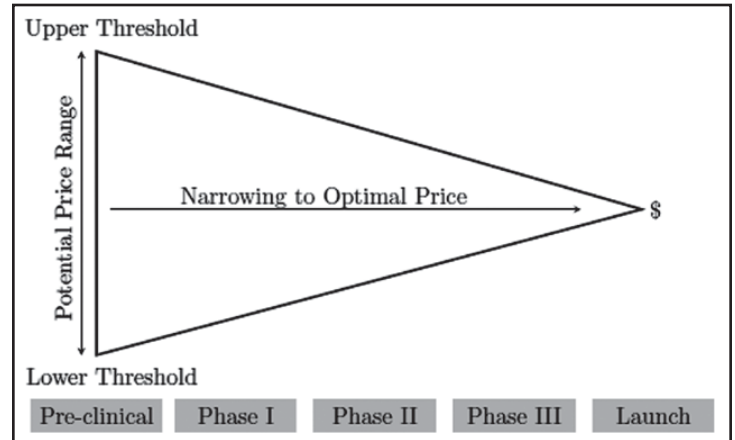 Upper Threshold
Potential Price Range
Narrowing to Optimal Price
$
Lower Threshold
Pre-clinical
Phase I
Phase II
Phase III
Launch